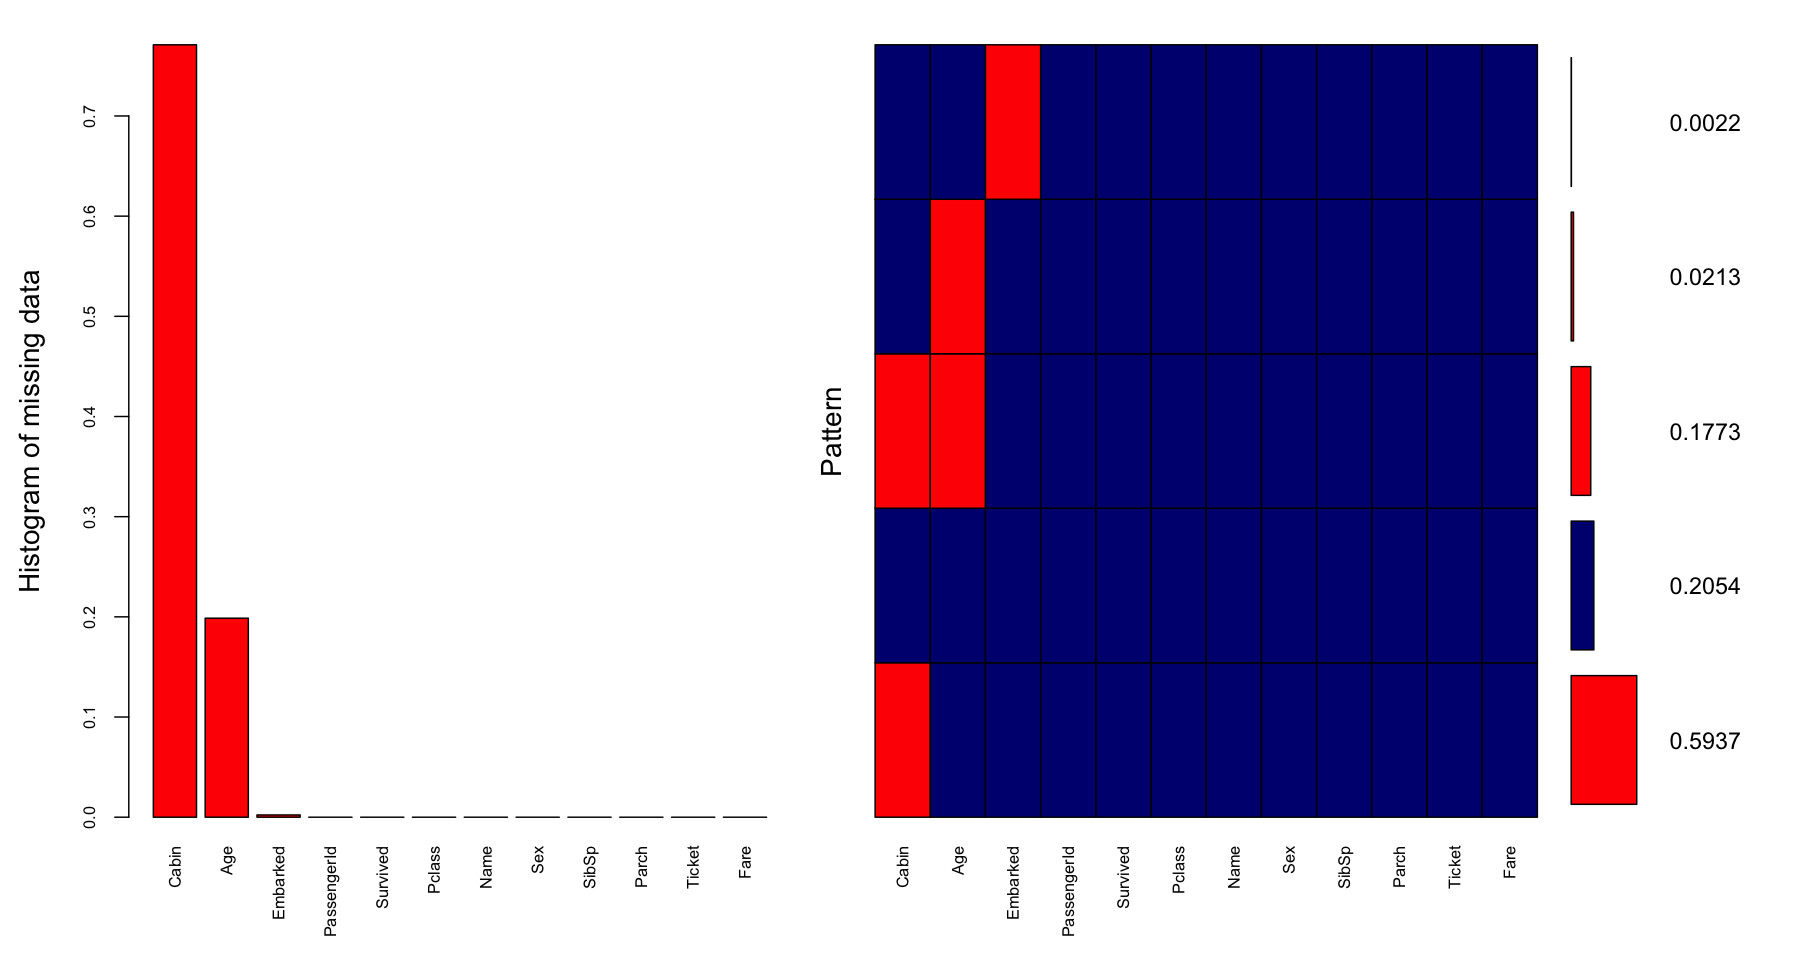 Histogram of missing data
0.7
0.6
0.5
0.4
0.3
0.2
0.1
0.0
Cabin
Age
Embarked
PassengerId
Survived
Pclass
Name
Sex
SibSp
Parch
Ticket
Fare
Pattern
Cabin
Age
Embarked
PassengerId
Survived
Pclass
Name
Sex
SibSp
Parch
Ticket
Fare
0.0022
0.0213
0.1773
0.2054
0.5937